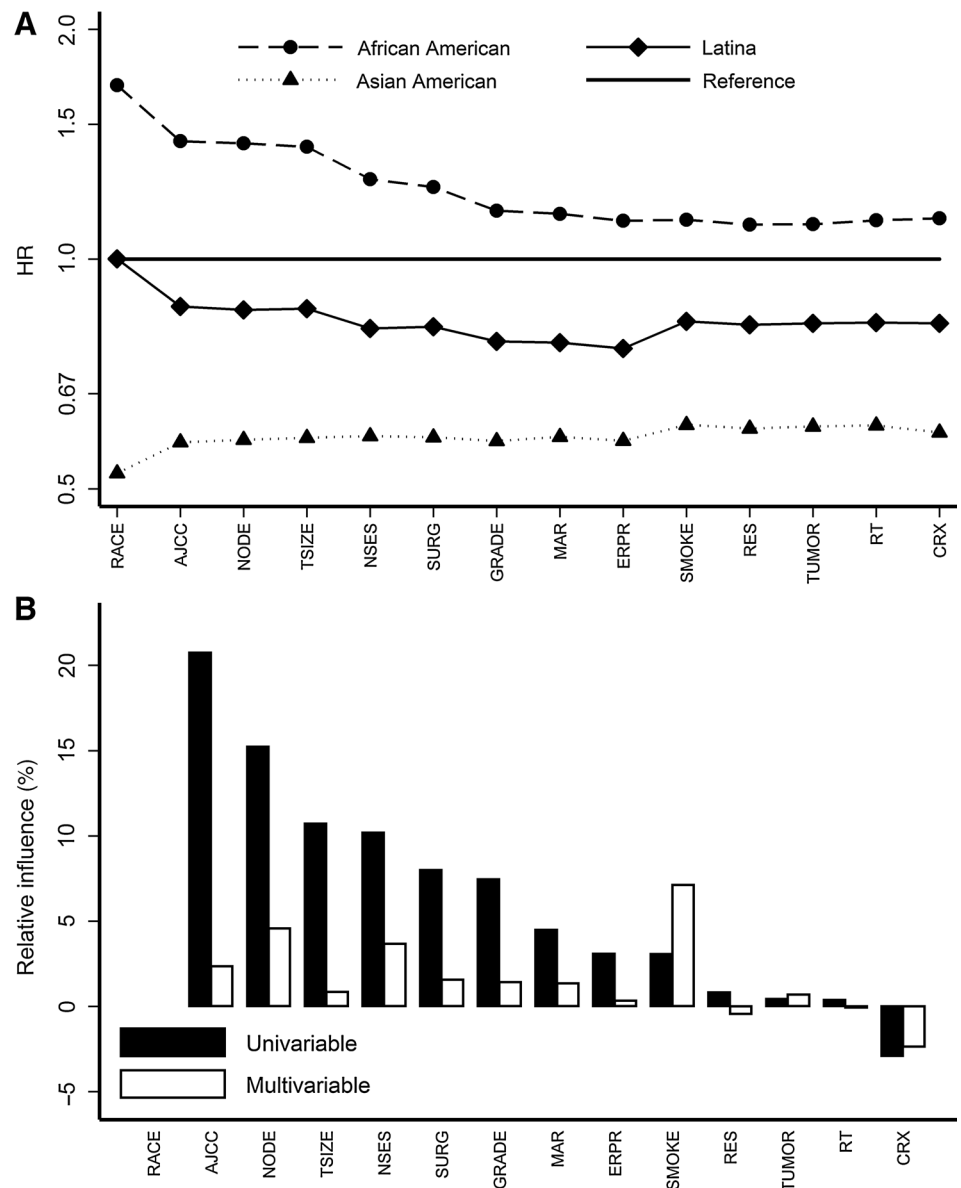 A
African American
Latina
Asian American
Reference
HR
2.0
1.5
1.0
0.67
0.5
RACE
AJCC
NODE
TSIZE
NSES
SURG
GRADE
MAR
ERPR
SMOKE
RES
TUMOR
RT
CRX
B
Relative influence (%)
20
15
10
5
0
−5
Univariable
Multivariable
RACE
AJCC
NODE
TSIZE
NSES
SURG
GRADE
MAR
ERPR
SMOKE
RES
TUMOR
RT
CRX